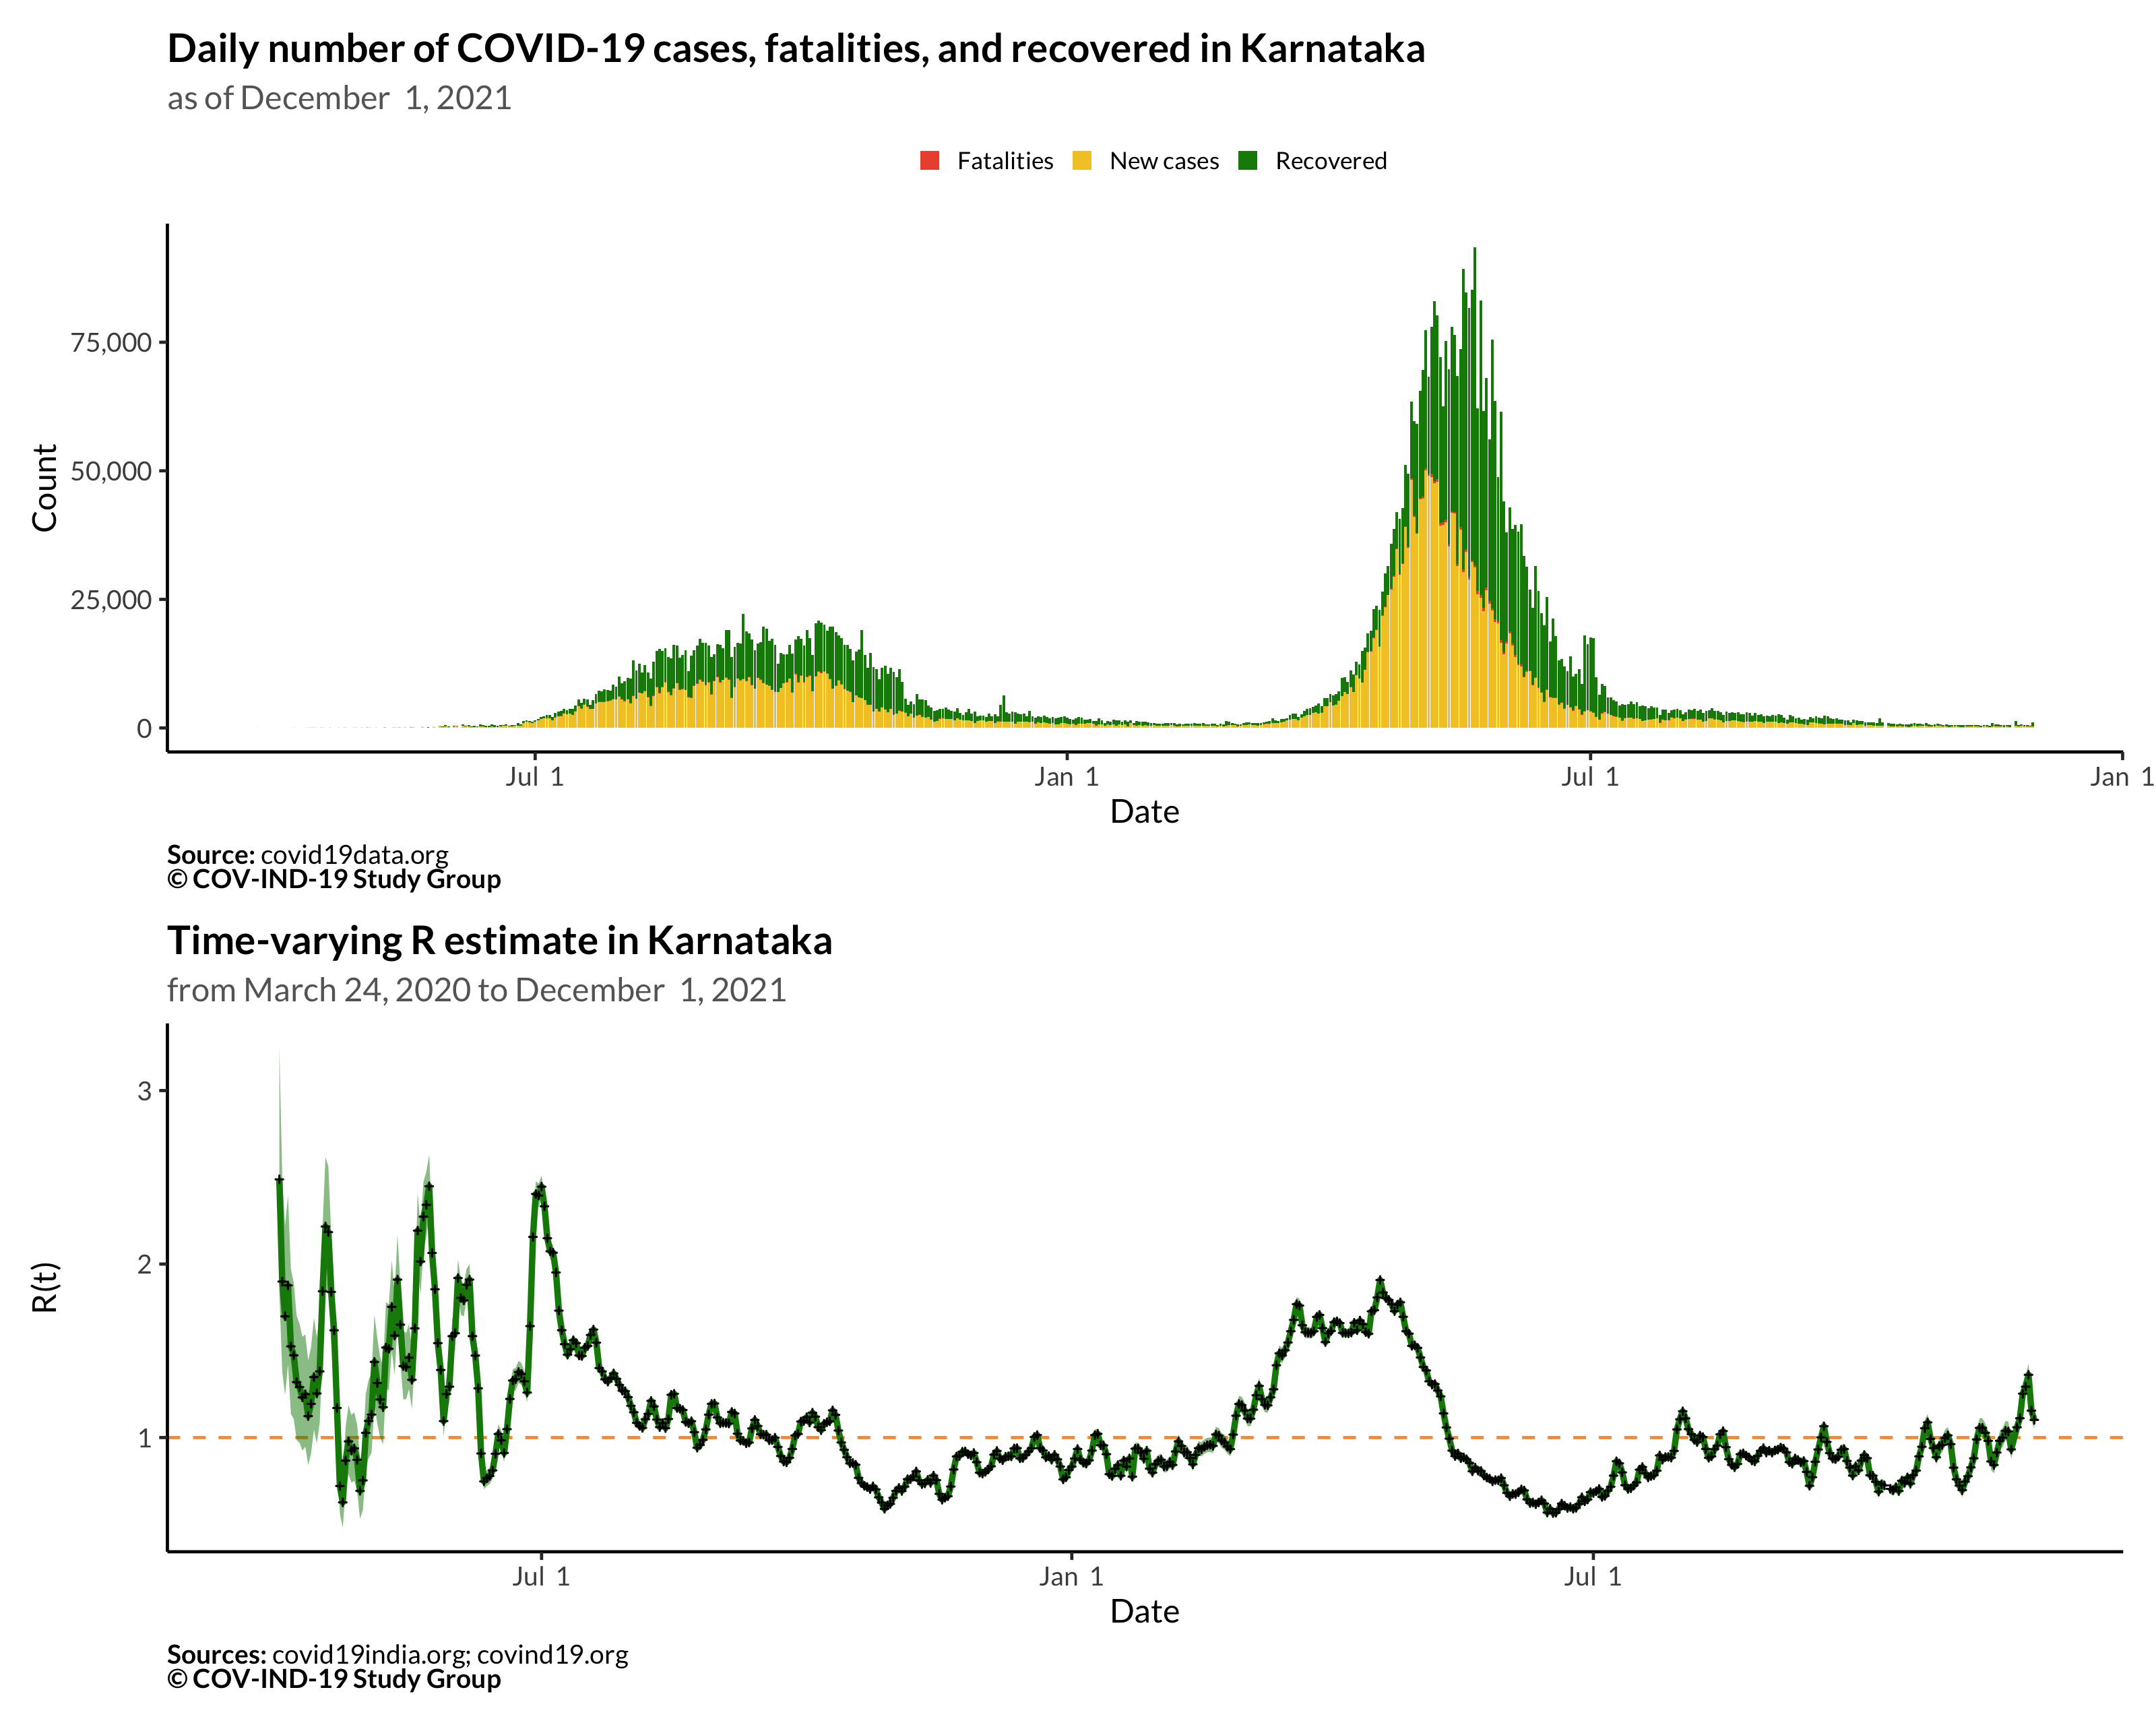 Daily number of COVID-19 cases, fatalities, and recovered in Karnataka
as of December  1, 2021
Fatalities New cases Recovered
75,000
50,000
25,000
0
Count
Jul 1 Jan 1 Jul 1 Jan 1
Date
Source: covid19data.org
© COV-IND-19 Study Group
Time-varying R estimate in Karnataka
from March 24, 2020 to December  1, 2021
3
2
1
R(t)
Jul 1 Jan 1 Jul 1
Date
Sources: covid19india.org; covind19.org
© COV-IND-19 Study Group